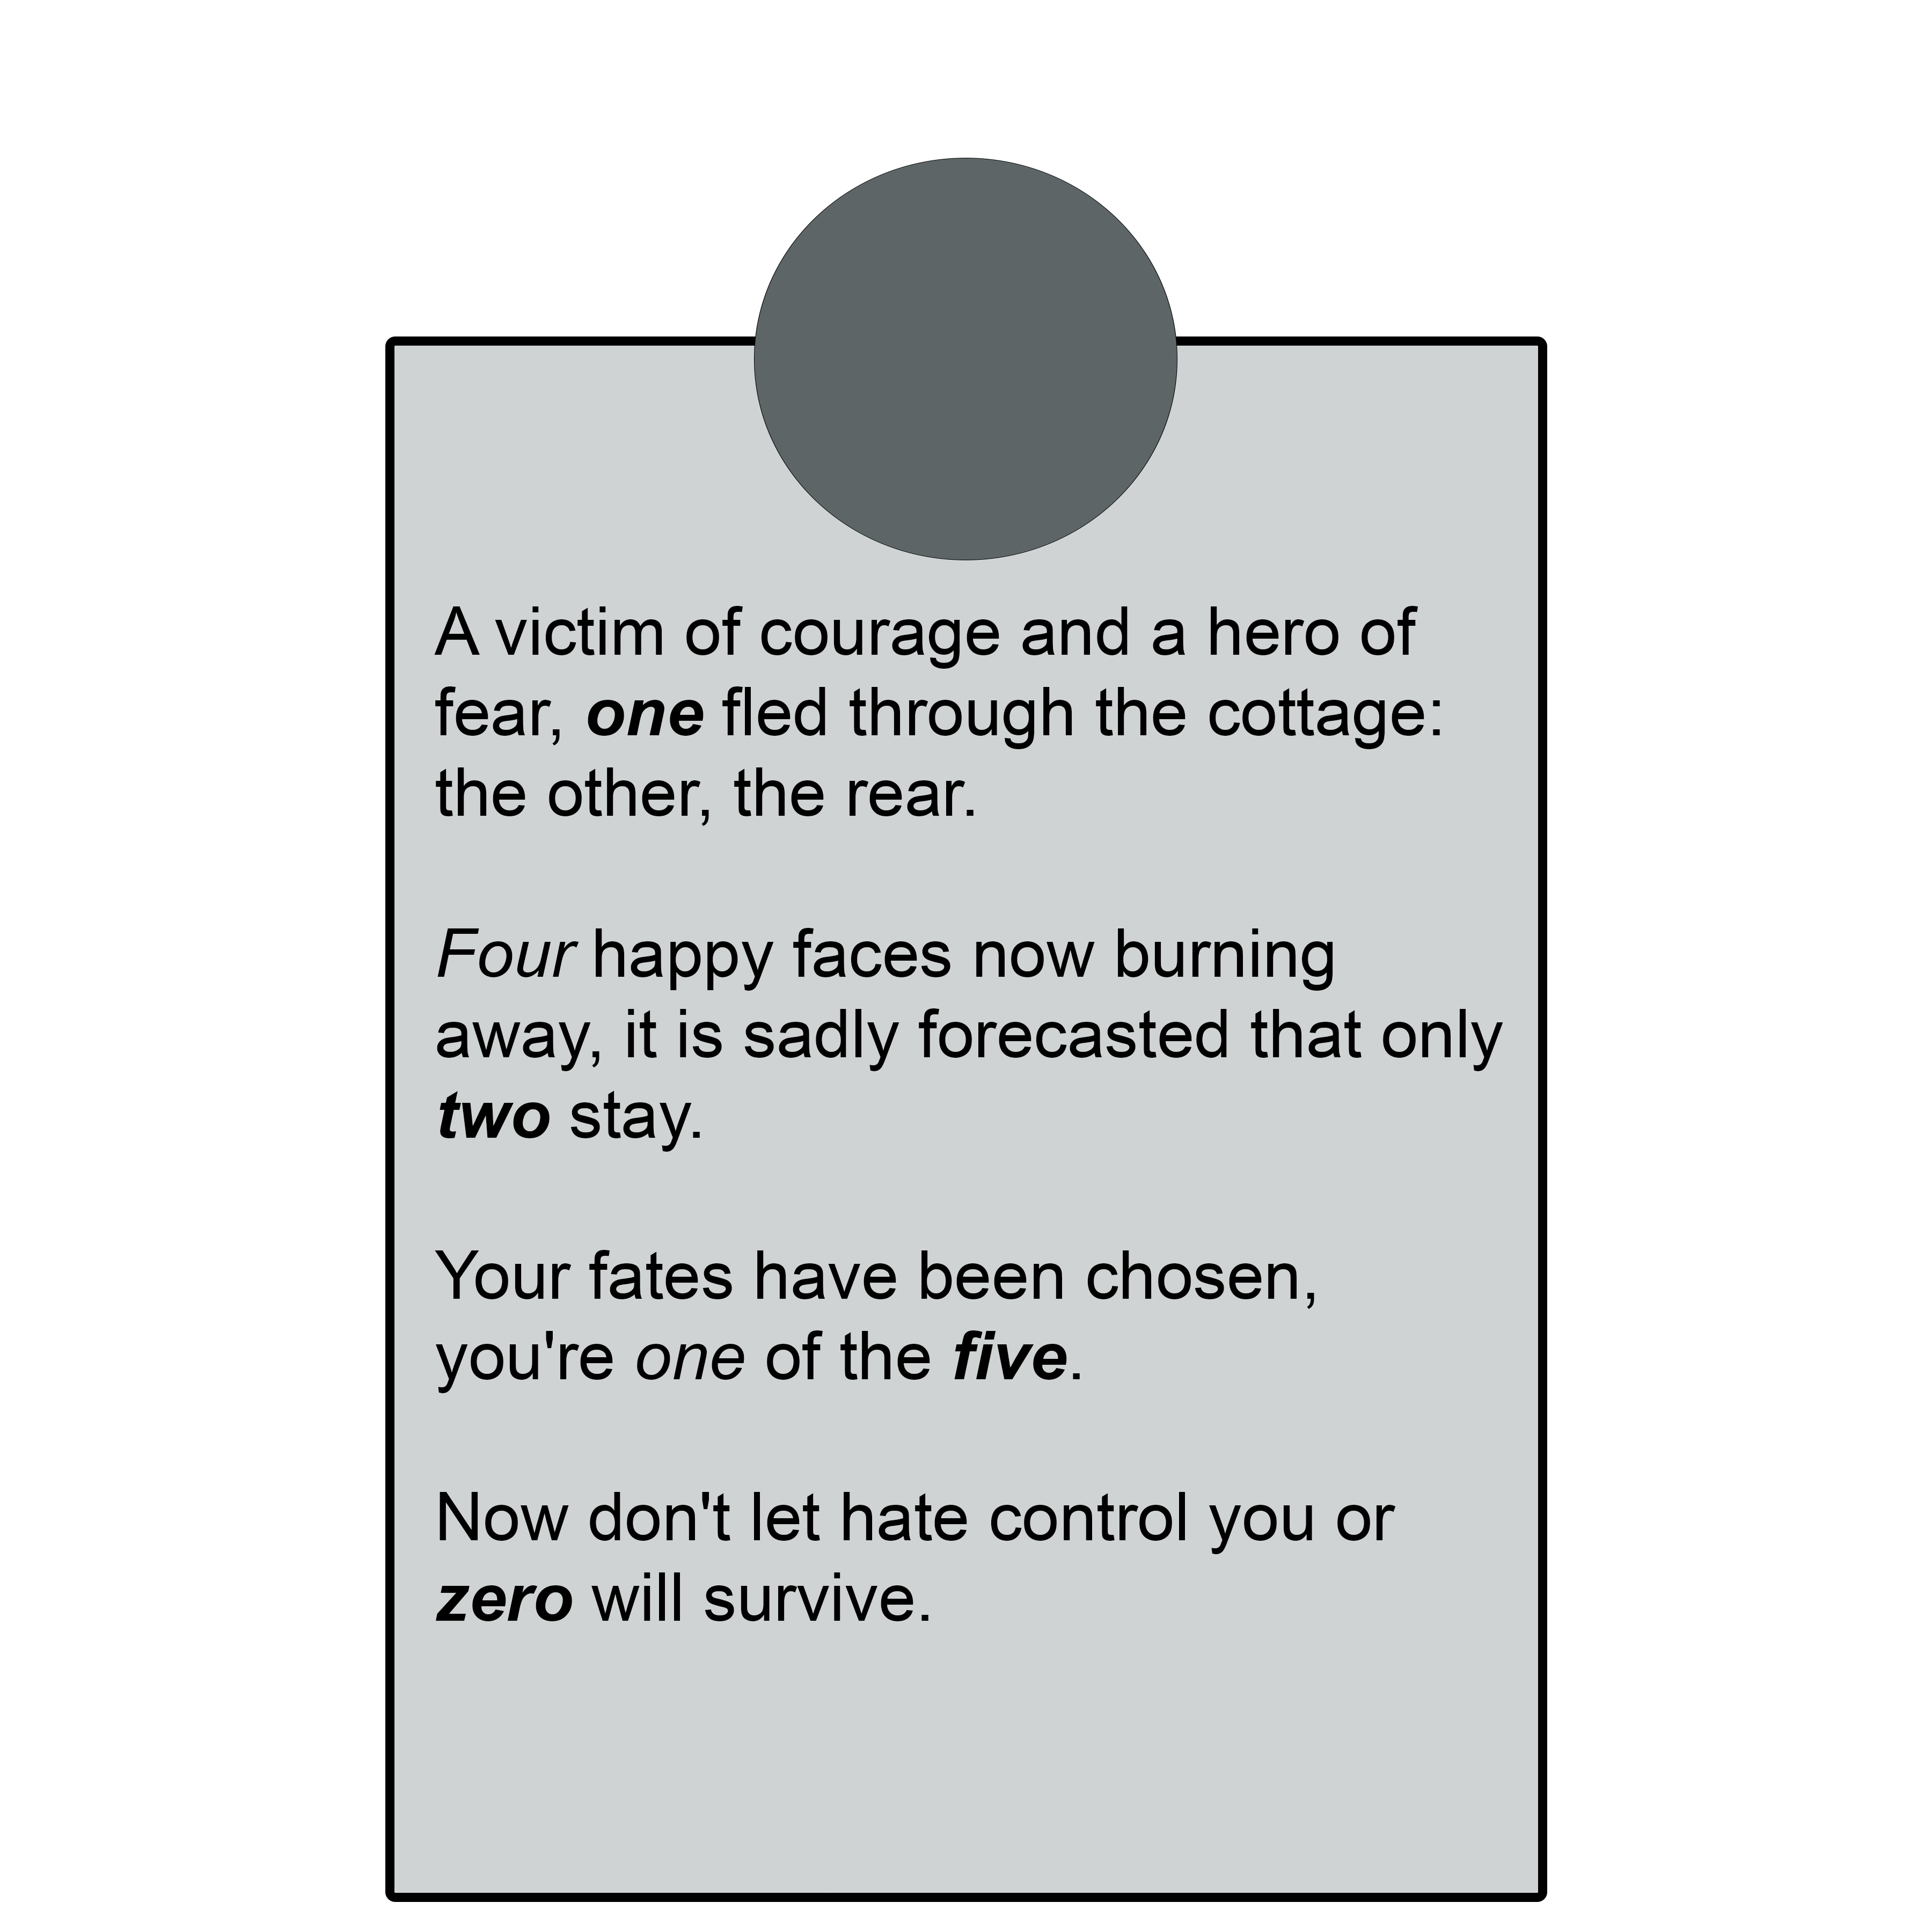 A victim of courage and a hero of
fear, one fled through the cottage:
the other, the rear.
Four happy faces now burning
away, it is sadly forecasted that only
two stay.
Your fates have been chosen,
you're one of the five.
Now don't let hate control you or
zero will survive.